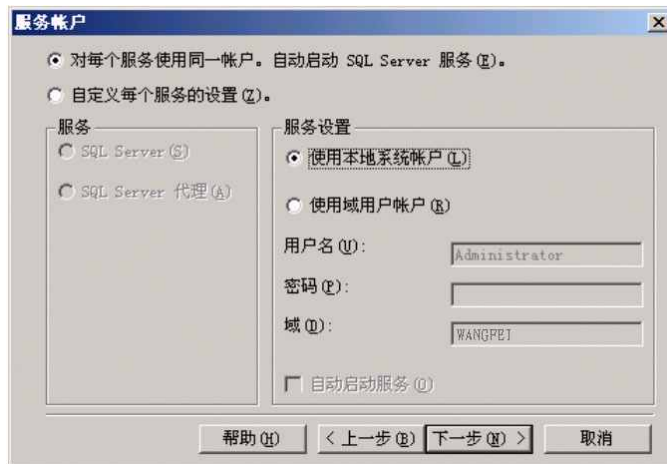 服务帐户
对每个服务使用同一帐户。自动启动 SQL Server 服务(E)。
自定义每个服务的设置(Z)。
服务
SQL Server(S)
SQL Server 代理(A)
服务设置
使用本地系统帐户(L)
使用域用户帐户(R)
用户名(U):
Administrator
密码(P):
域(D):
WANGFEI
自动启动服务(O)
帮助(H)
< 上一步(B)
下一步(N) >
取消